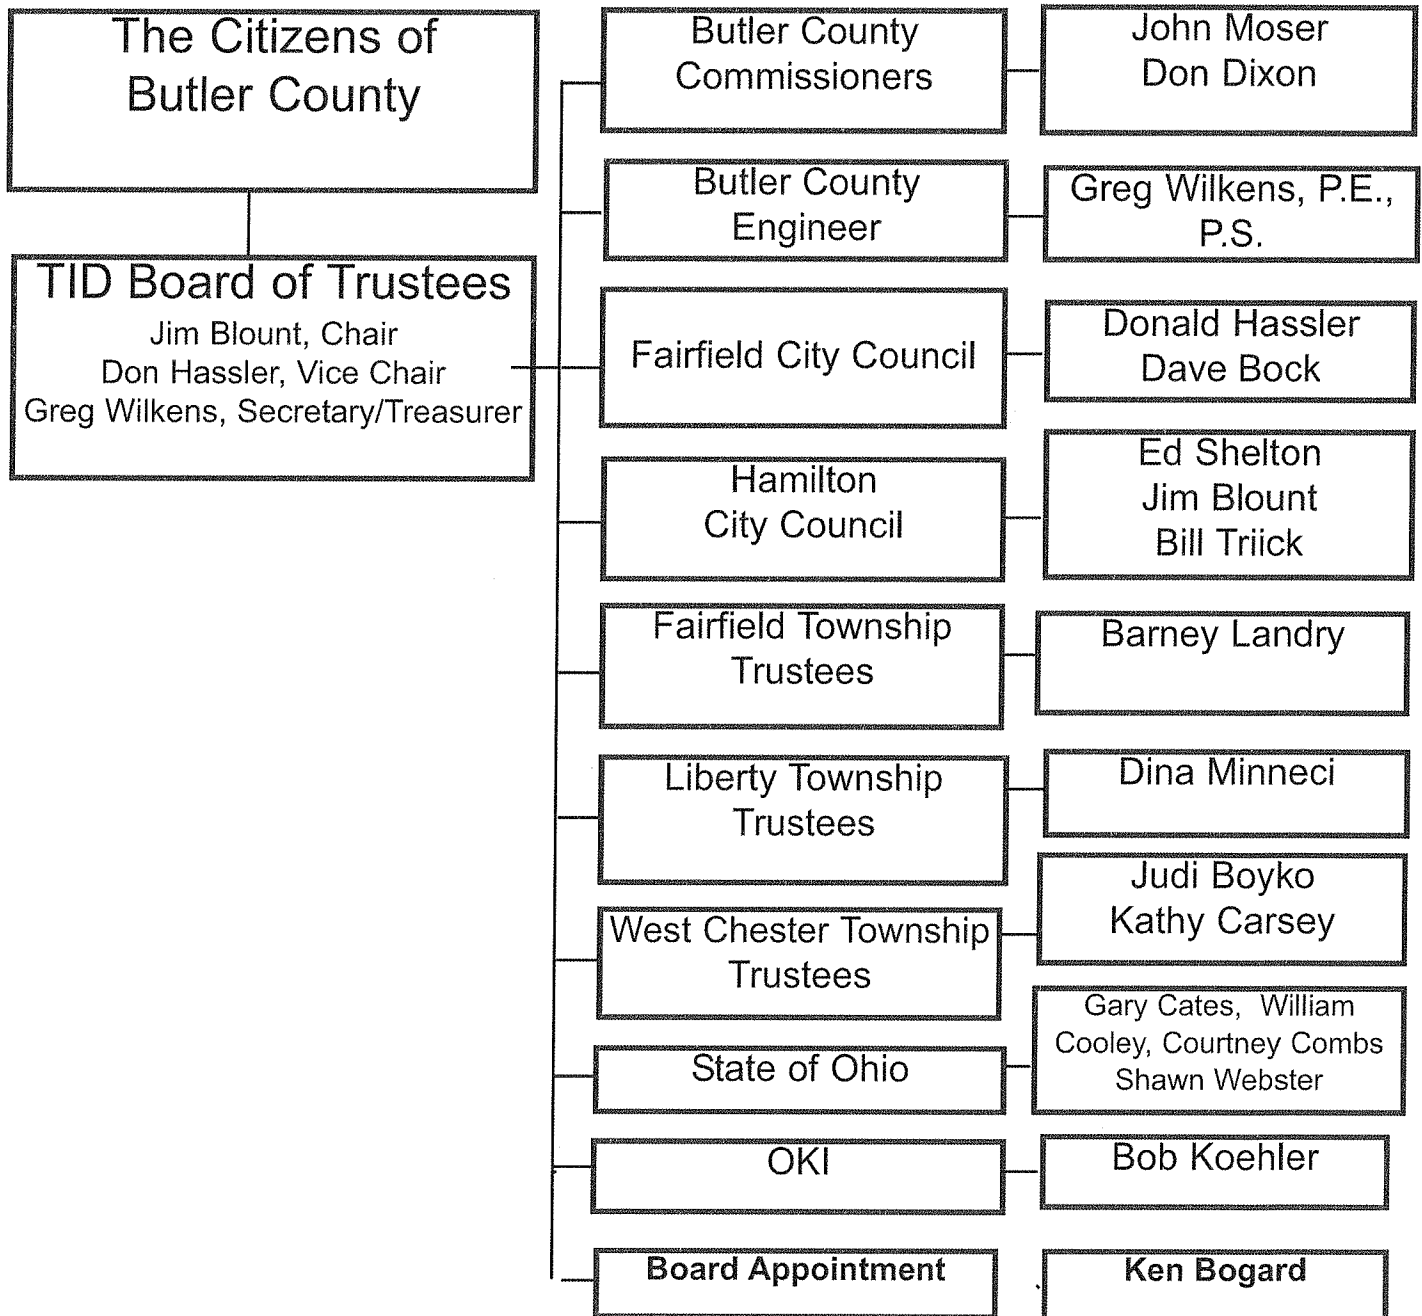 The Citizens of
Butler County
TID Board of Trustees
Jim Blount, Chair
Don Hassler, Vice Chair
Greg Wilkens, Secretary/Treasurer
Butler County
Commissioners
John Moser
Don Dixon
Butler County
Engineer
Greg Wilkens, P.E.,
P.S.
Fairfield City Council
Donald Hassler
Dave Bock
Hamilton
City Council
Ed Shelton
Jim Blount
Bill Triick
Fairfield Township
Trustees
Barney Landry
Liberty Township
Trustees
Dina Minneci
West Chester Township
Trustees
Judi Boyko
Kathy Carsey
State of Ohio
Gary Cates, William
Cooley, Courtney Combs
Shawn Webster
OKI
Bob Koehler
Board Appointment
Ken Bogard